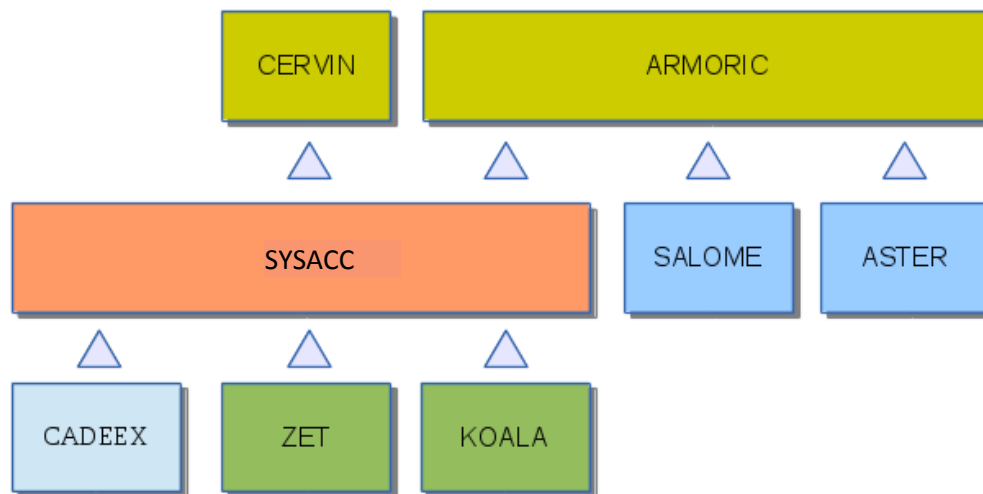 CERVIN
ARMORIC
SYSACC
SALOME
ASTER
CADEEX
ZET
KOALA